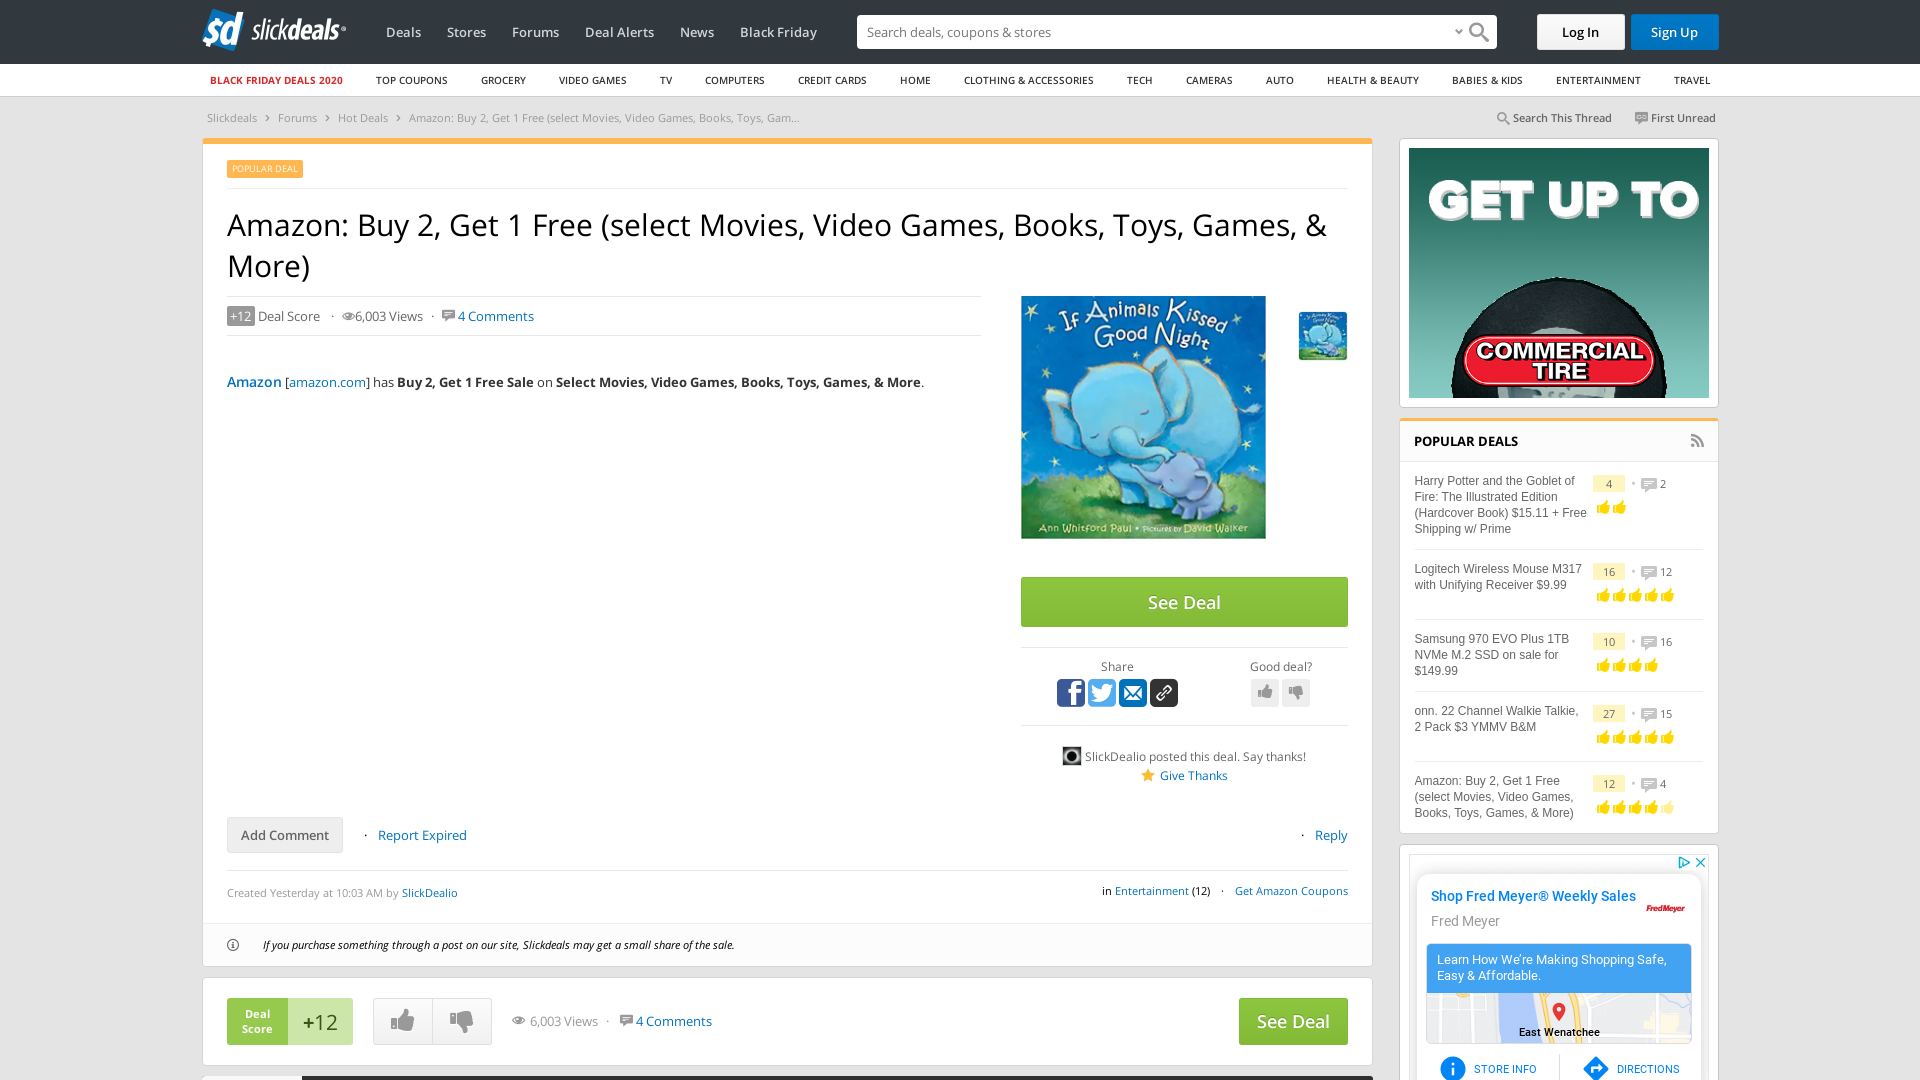 slickdeals
Deals
Stores
Forums
Deal Alerts
News
Black Friday
Search deals, coupons & stores
Log In
Sign Up
BLACK FRIDAY DEALS 2020
TOP COUPONS
GROCERY
VIDEO GAMES
TV
COMPUTERS
CREDIT CARDS
HOME
CLOTHING & ACCESSORIES
TECH
CAMERAS
AUTO
HEALTH & BEAUTY
BABIES & KIDS
ENTERTAINMENT
TRAVEL
Slickdeals › Forums › Hot Deals › Amazon: Buy 2, Get 1 Free (select Movies, Video Games, Books, Toys, Gam...
Search This Thread
First Unread
POPULAR DEAL
Amazon: Buy 2, Get 1 Free (select Movies, Video Games, Books, Toys, Games, &
More)
+12 Deal Score · 6,003 Views · 4 Comments
Amazon [amazon.com] has Buy 2, Get 1 Free Sale on Select Movies, Video Games, Books, Toys, Games, & More.
If Animals Kissed
Good Night
Ann Whitford Paul • Pictures by David Walker
See Deal
Share
Good deal?
SlickDealio posted this deal. Say thanks!
Give Thanks
Add Comment
· Report Expired
· Reply
Created Yesterday at 10:03 AM by SlickDealio
in Entertainment (12) · Get Amazon Coupons
If you purchase something through a post on our site, Slickdeals may get a small share of the sale.
Deal
Score
+12
6,003 Views · 4 Comments
See Deal
GET UP TO
COMMERCIAL
TIRE
POPULAR DEALS
Harry Potter and the Goblet of
Fire: The Illustrated Edition
(Hardcover Book) $15.11 + Free
Shipping w/ Prime
4 • 2
Logitech Wireless Mouse M317
with Unifying Receiver $9.99
16 • 12
Samsung 970 EVO Plus 1TB
NVMe M.2 SSD on sale for
$149.99
10 • 16
onn. 22 Channel Walkie Talkie,
2 Pack $3 YMMV B&M
27 • 15
Amazon: Buy 2, Get 1 Free
(select Movies, Video Games,
Books, Toys, Games, & More)
12 • 4
Shop Fred Meyer® Weekly Sales
Fred Meyer
FredMeyer
Learn How We're Making Shopping Safe,
Easy & Affordable.
East Wenatchee
STORE INFO
DIRECTIONS